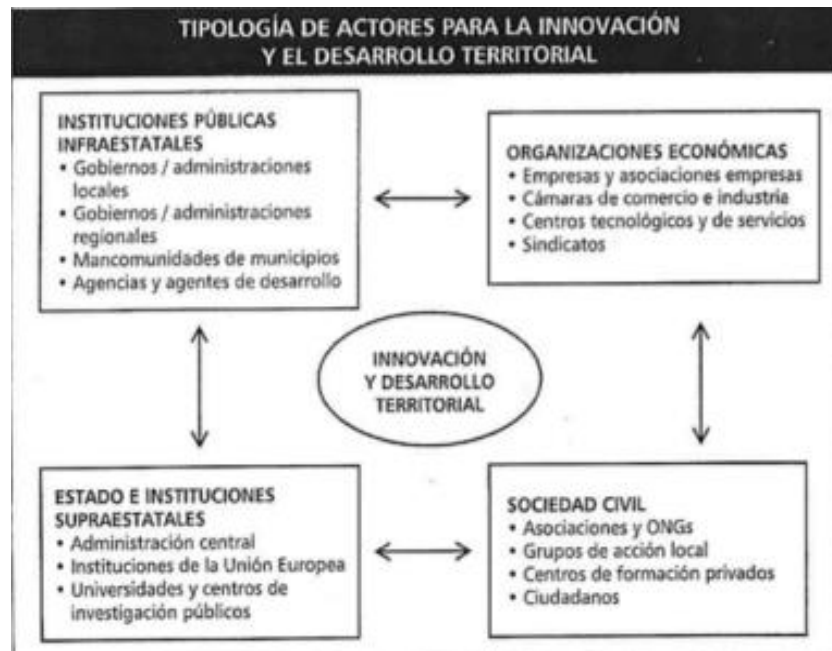 TIPOLOGÍA DE ACTORES PARA LA INNOVACIÓN
Y EL DESARROLLO TERRITORIAL
INSTITUCIONES PÚBLICAS
INFRAESTATALES
• Gobiernos / administraciones
locales
• Gobiernos / administraciones
regionales
• Mancomunidades de municipios
• Agencias y agentes de desarrollo
ORGANIZACIONES ECONÓMICAS
• Empresas y asociaciones empresas
• Cámaras de comercio e industria
• Centros tecnológicos y de servicios
• Sindicatos
INNOVACIÓN
Y DESARROLLO
TERRITORIAL
ESTADO E INSTITUCIONES
SUPRAESTATALES
• Administración central
• Instituciones de la Unión Europea
• Universidades y centros de
investigación públicos
SOCIEDAD CIVIL
• Asociaciones y ONGs
• Grupos de acción local
• Centros de formación privados
• Ciudadanos